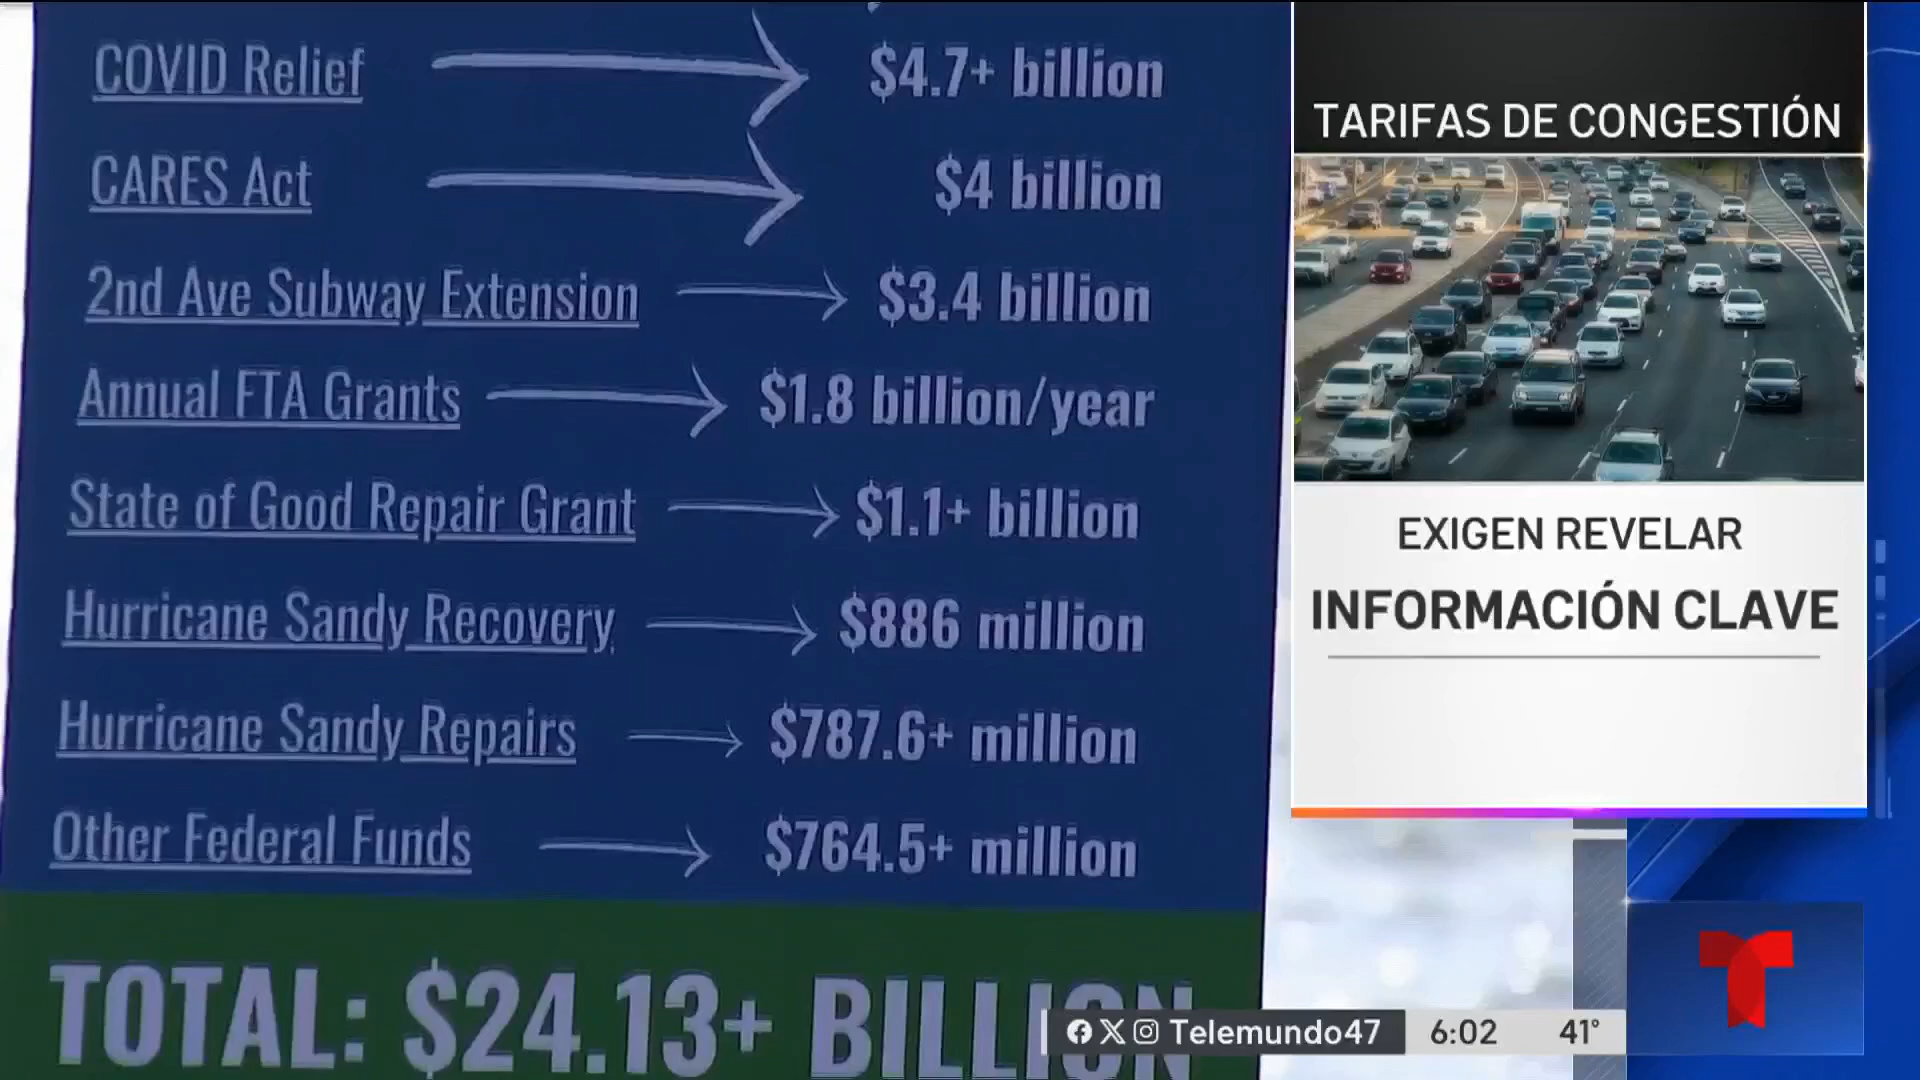 COVID Relief $4.7+ billion
CARES Act $4 billion
2nd Ave Subway Extension $3.4 billion
Annual FTA Grants $1.8 billion/year
State of Good Repair Grant $1.1+ billion
Hurricane Sandy Recovery $886 million
Hurricane Sandy Repairs $787.6+ million
Other Federal Funds $764.5+ million
TOTAL: $24.13+ BILLION
TARIFAS DE CONGESTIÓN
EXIGEN REVELAR
INFORMACIÓN CLAVE
Telemundo47 6:02 41°